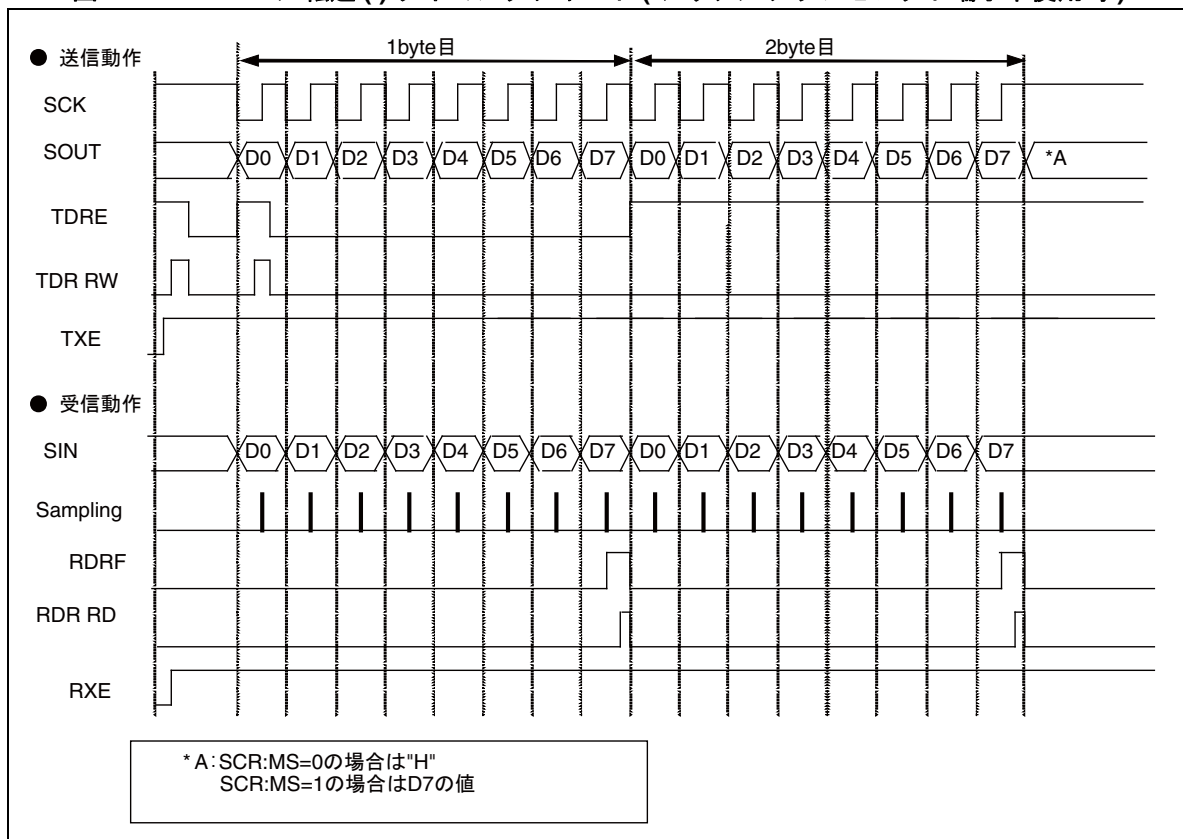 ● 送信動作
1byte目 2byte目
SCK
SOUT D0 D1 D2 D3 D4 D5 D6 D7 D0 D1 D2 D3 D4 D5 D6 D7 *A
TDRE
TDR RW
TXE
● 受信動作
SIN D0 D1 D2 D3 D4 D5 D6 D7 D0 D1 D2 D3 D4 D5 D6 D7
Sampling
RDRF
RDR RD
RXE
*A:SCR:MS=0の場合は"H"
SCR:MS=1の場合はD7の値